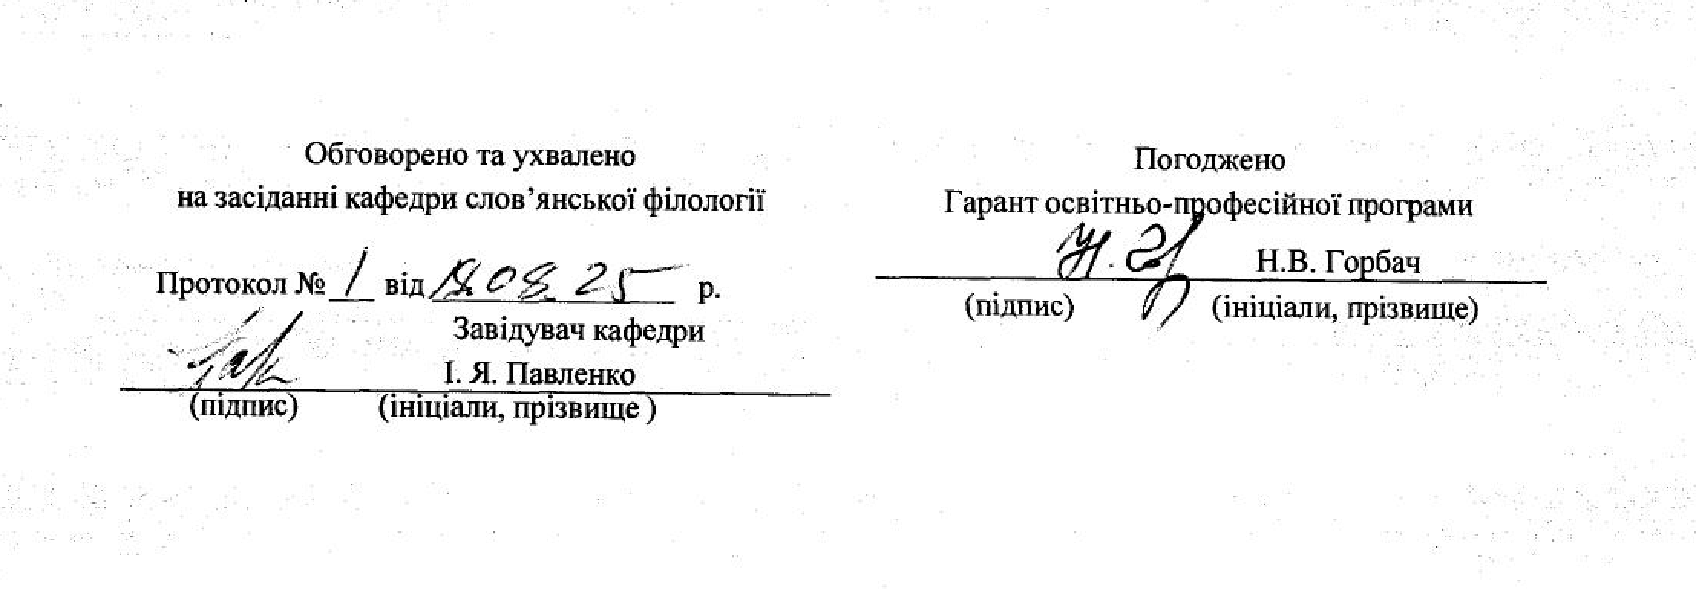 Обговорено та ухвалено
на засіданні кафедри слов’янської філології
Протокол № 1 від 19.08.25 р.
Завідувач кафедри
І. Я. Павленко
(підпис) (ініціали, прізвище )
Погоджено
Гарант освітньо-професійної програми
Н.В. Горбач
(підпис) (ініціали, прізвище)